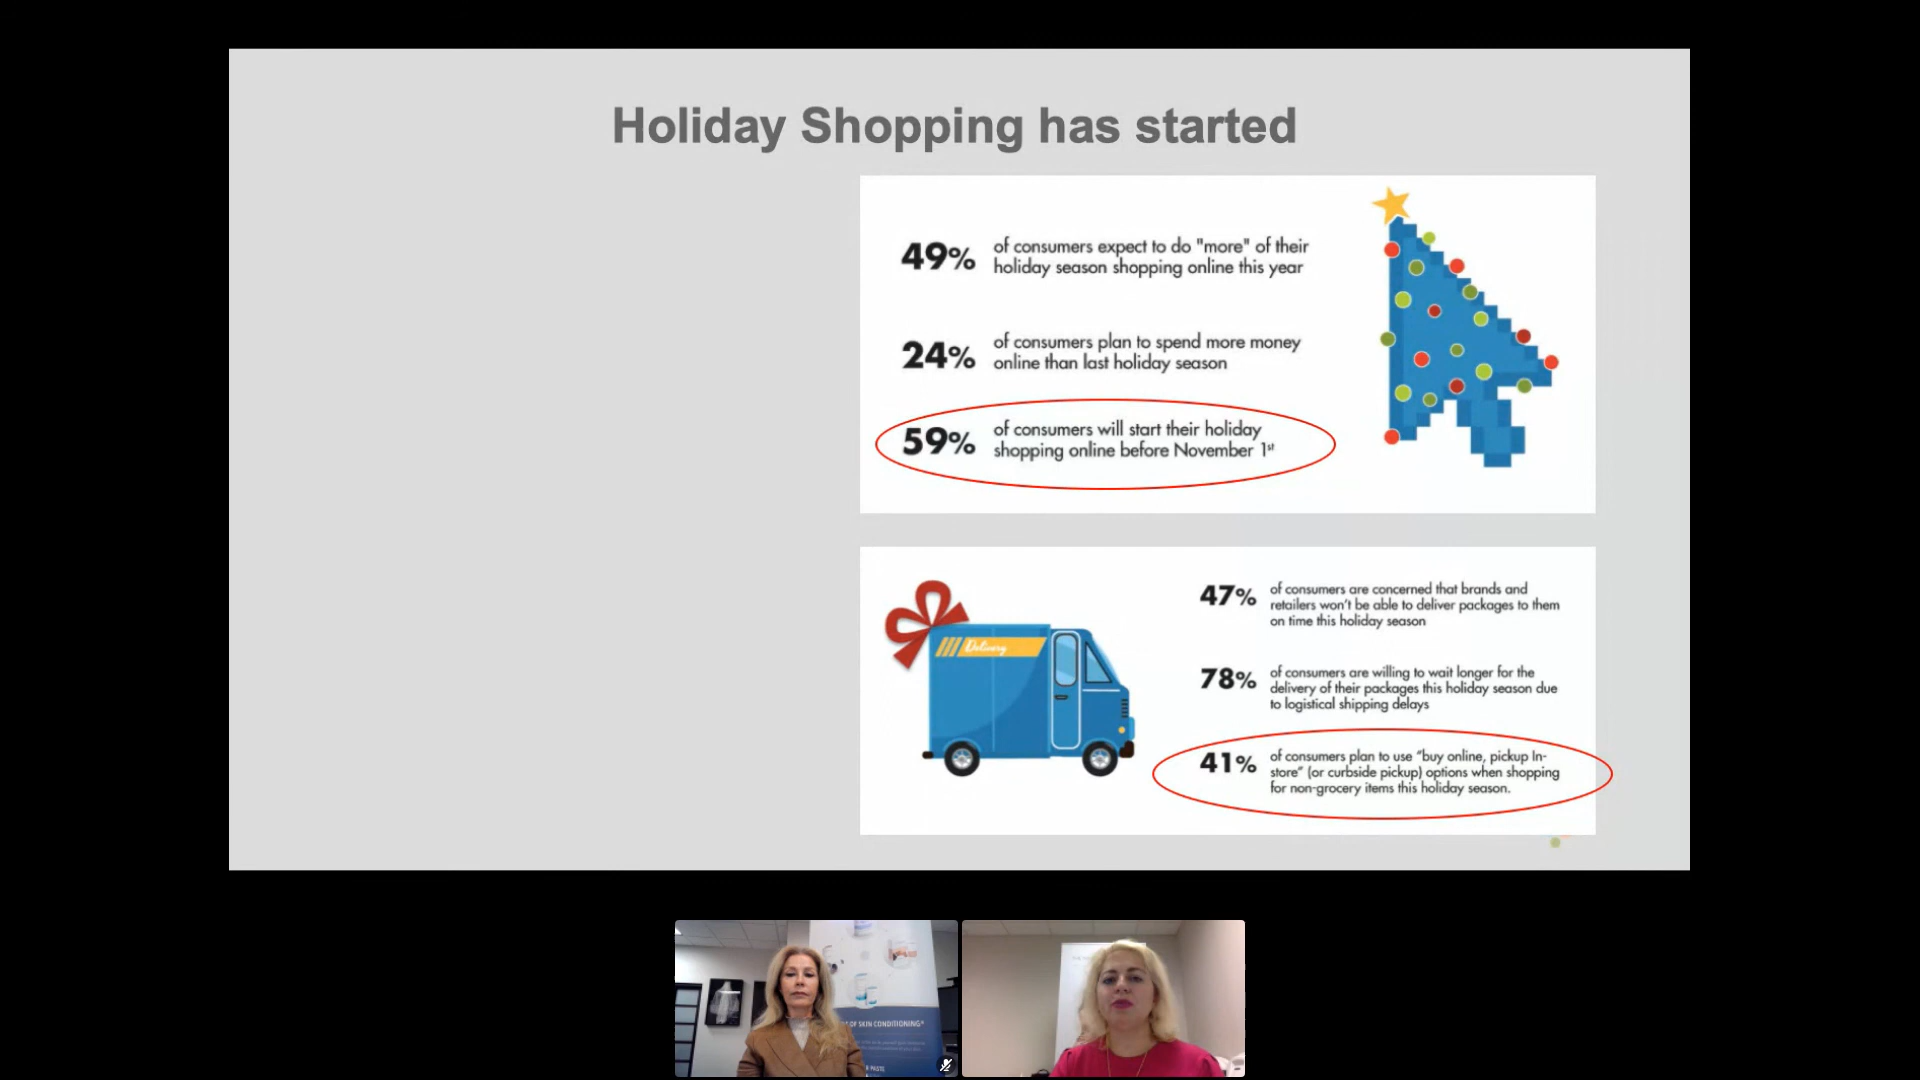 Holiday Shopping has started
49% of consumers expect to do "more" of their
holiday season shopping online this year
24% of consumers plan to spend more money
online than last holiday season
59% of consumers will start their holiday
shopping online before November 1st
Delivery
47% of consumers are concerned that brands and
retailers won't be able to deliver packages to them
on time this holiday season
78% of consumers are willing to wait longer for the
delivery of their packages this holiday season due
to logistical shipping delays
41% of consumers plan to use "buy online, pickup In-
store" (or curbside pickup) options when shopping
for non-grocery items this holiday season.
OF SKIN CONDITIONING®
PASTE